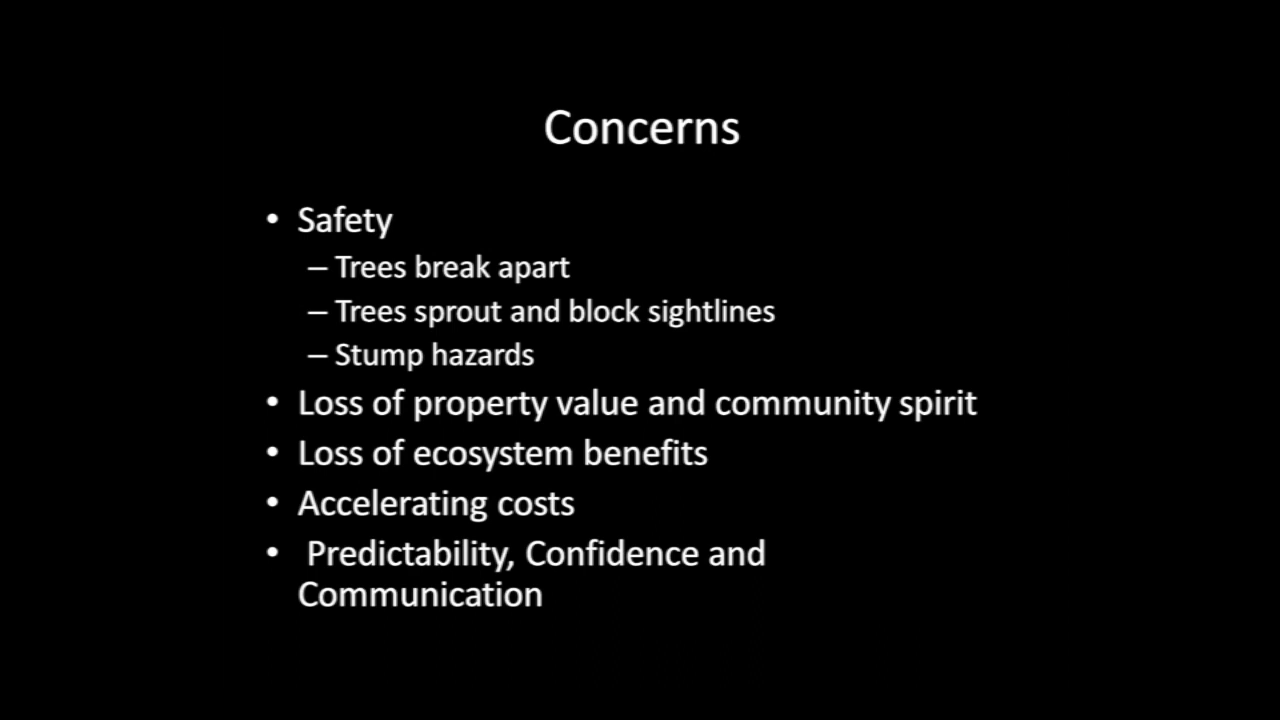 Concerns
• Safety
– Trees break apart
– Trees sprout and block sightlines
– Stump hazards
• Loss of property value and community spirit
• Loss of ecosystem benefits
• Accelerating costs
• Predictability, Confidence and
Communication